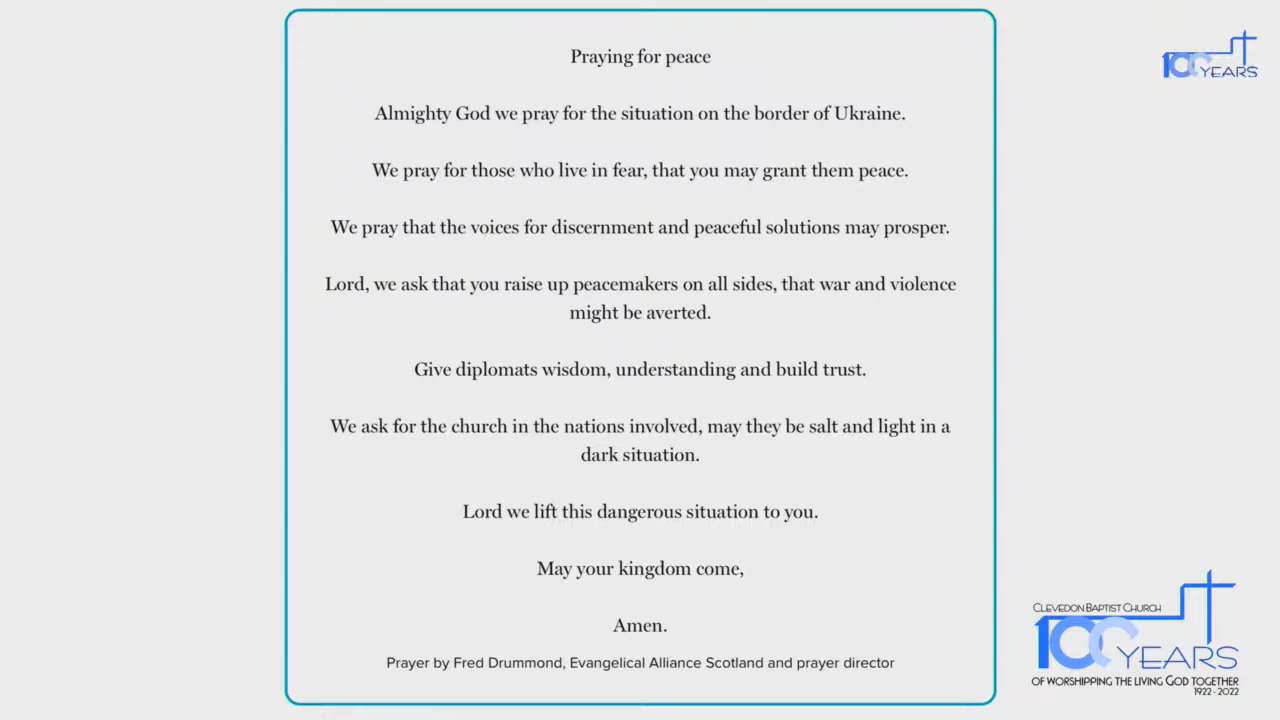 Praying for peace
Almighty God we pray for the situation on the border of Ukraine.
We pray for those who live in fear, that you may grant them peace.
We pray that the voices for discernment and peaceful solutions may prosper.
Lord, we ask that you raise up peacemakers on all sides, that war and violence
might be averted.
Give diplomats wisdom, understanding and build trust.
We ask for the church in the nations involved, may they be salt and light in a
dark situation.
Lord we lift this dangerous situation to you.
May your kingdom come,
Amen.
Prayer by Fred Drummond, Evangelical Alliance Scotland and prayer director
100 YEARS
CLEVEDON BAPTIST CHURCH
100 YEARS
OF WORSHIPPING THE LIVING GOD TOGETHER
1922 - 2022